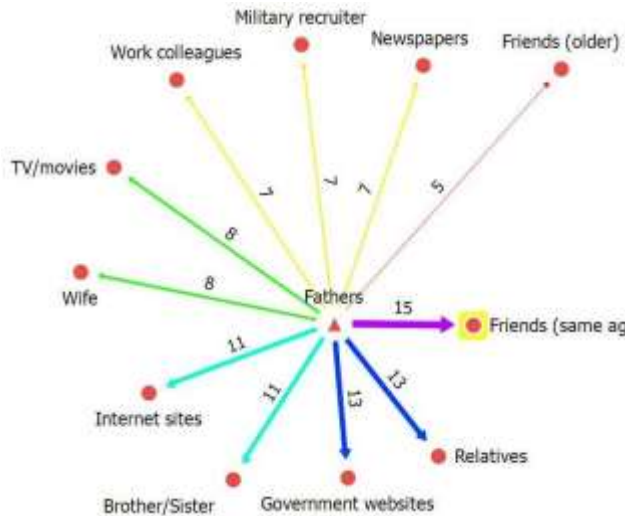 Military recruiter
Newspapers
Friends (older)
Work colleagues
TV/movies
7
7
7
5
8
8
Wife
Fathers
15
Friends (same ag
11
11
13
13
Internet sites
Relatives
Brother/Sister
Government websites